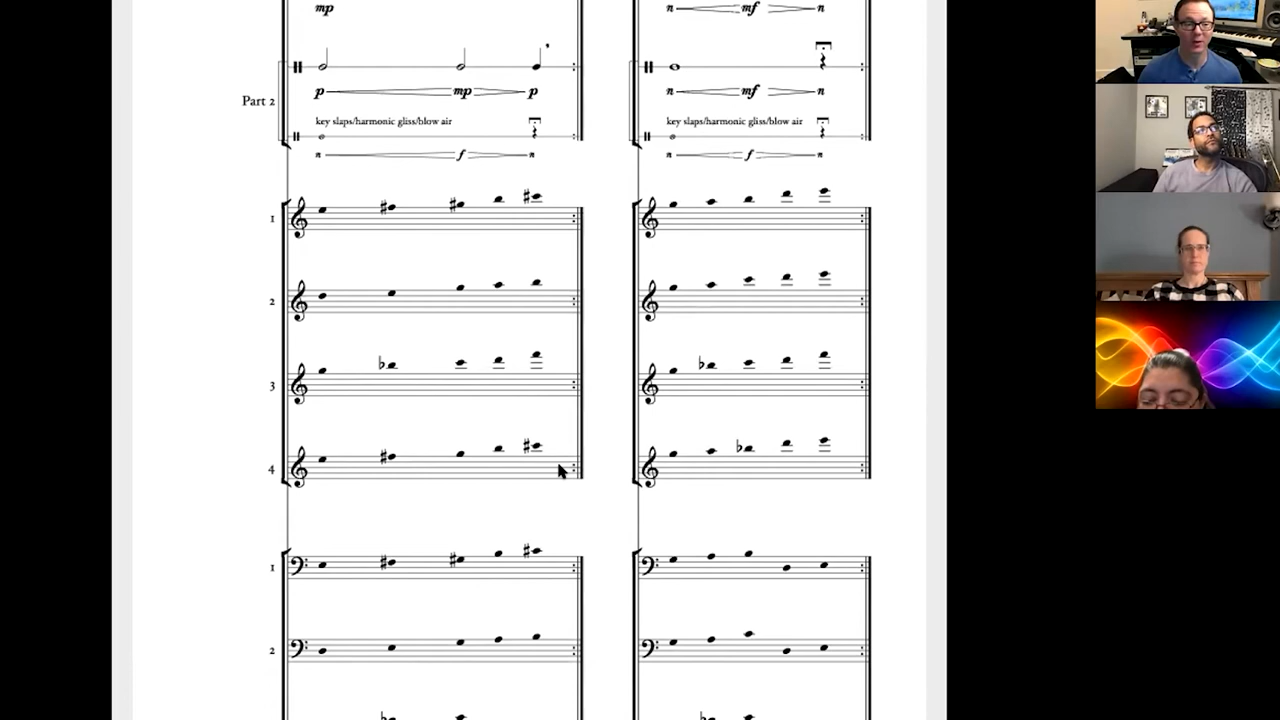 mp
n mf n
p mp p
n mf n
Part 2
key slaps/harmonic gliss/blow air
key slaps/harmonic gliss/blow air
n f n
n f n
1
2
3
4
1
2